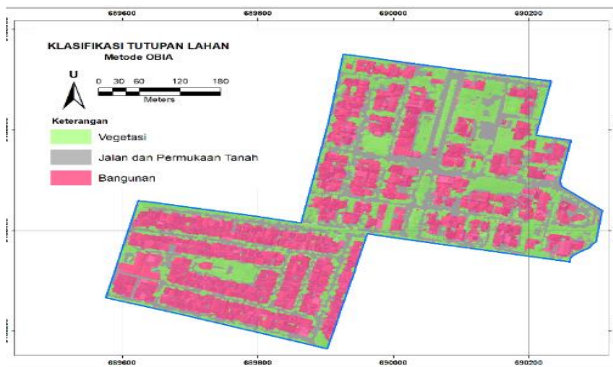 689600 689800 690000 690200
KLASIFIKASI TUTUPAN LAHAN
Metode OBIA
U
0 30 60 120 180
Meters
Keterangan
Vegetasi
Jalan dan Permukaan Tanah
Bangunan
689600 689800 690000 690200